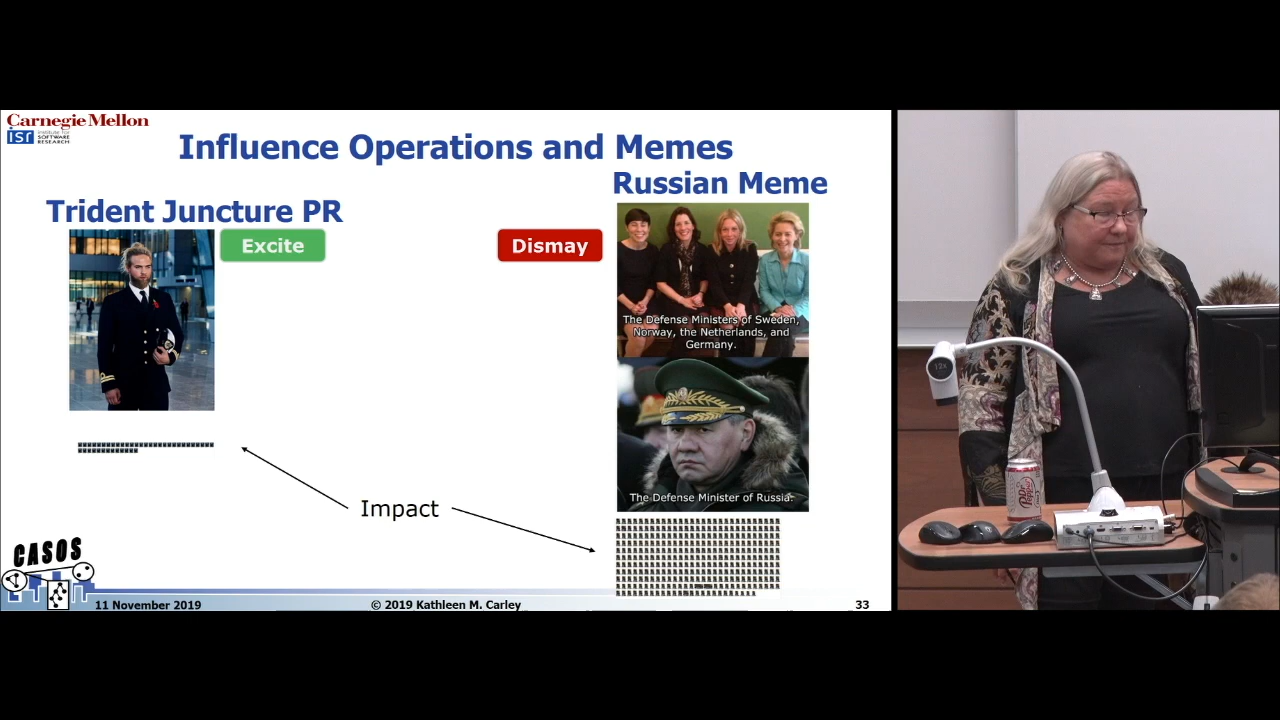 Carnegie Mellon
isr
institute for
SOFTWARE
RESEARCH
Influence Operations and Memes
Russian Meme
Trident Juncture PR
Excite
Dismay
The Defense Ministers of Sweden,
Norway, the Netherlands, and
Germany.
The Defense Minister of Russia.
Impact
CASOS
11 November 2019
© 2019 Kathleen M. Carley
33
12x
Dr Pepper